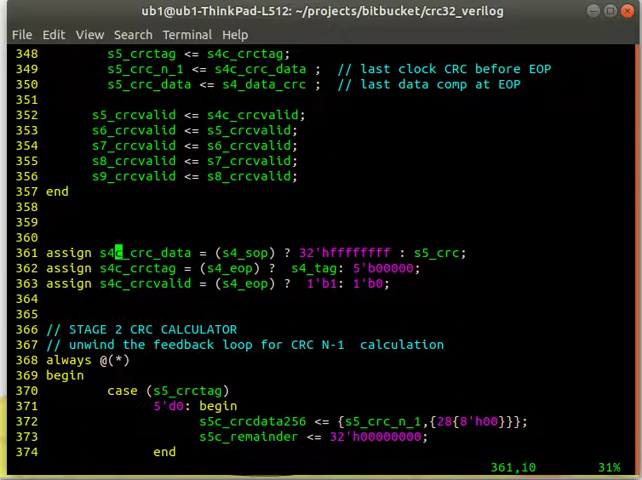 ub1@ub1-ThinkPad-L512: ~/projects/bitbucket/crc32_verilog
File Edit View Search Terminal Help
348 s5_crctag <= s4c_crctag;
349 s5_crc_n_1 <= s4c_crc_data ; // last clock CRC before EOP
350 s5_crc_data <= s4_data_crc ; // last data comp at EOP
351
352 s5_crcvalid <= s4c_crcvalid;
353 s6_crcvalid <= s5_crcvalid;
354 s7_crcvalid <= s6_crcvalid;
355 s8_crcvalid <= s7_crcvalid;
356 s9_crcvalid <= s8_crcvalid;
357 end
358
359
360
361 assign s4c_crc_data = (s4_sop) ? 32'hffffffff : s5_crc;
362 assign s4c_crctag = (s4_eop) ? s4_tag: 5'b00000;
363 assign s4c_crcvalid = (s4_eop) ? 1'b1: 1'b0;
364
365
366 // STAGE 2 CRC CALCULATOR
367 // unwind the feedback loop for CRC N-1 calculation
368 always @(*)
369 begin
370 case (s5_crctag)
371 5'd0: begin
372 s5c_crcdata256 <= {s5_crc_n_1,{28{8'h00}}};
373 s5c_remainder <= 32'h00000000;
374 end
361,10 31%